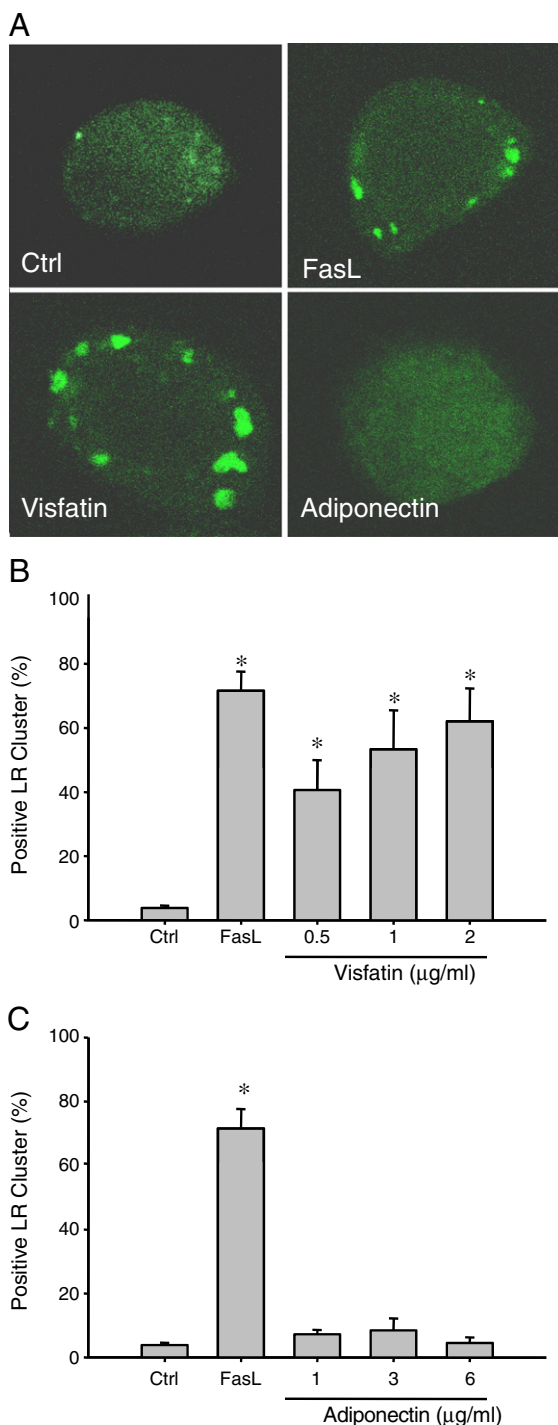 A
Ctrl
FasL
Visfatin
Adiponectin
B
Positive LR Cluster (%)
100
80
60
40
20
0
*
*
*
*
Ctrl FasL 0.5 1 2
Visfatin (μg/ml)
C
Positive LR Cluster (%)
100
80
60
40
20
0
*
Ctrl FasL 1 3 6
Adiponectin (μg/ml)